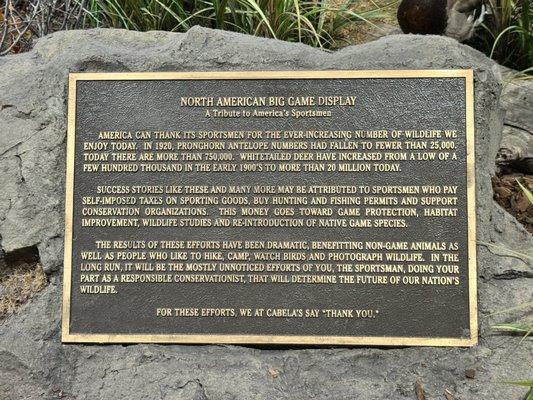 NORTH AMERICAN BIG GAME DISPLAY
A Tribute to America's Sportsmen
AMERICA CAN THANK ITS SPORTSMEN FOR THE EVER-INCREASING NUMBER OF WILDLIFE WE
ENJOY TODAY. IN 1920, PRONGHORN ANTELOPE NUMBERS HAD FALLEN TO FEWER THAN 25,000.
TODAY THERE ARE MORE THAN 750,000. WHITETAILED DEER HAVE INCREASED FROM A LOW OF A
FEW HUNDRED THOUSAND IN THE EARLY 1900'S TO MORE THAN 20 MILLION TODAY.
SUCCESS STORIES LIKE THESE AND MANY MORE MAY BE ATTRIBUTED TO SPORTSMEN WHO PAY
SELF-IMPOSED TAXES ON SPORTING GOODS, BUY HUNTING AND FISHING PERMITS AND SUPPORT
CONSERVATION ORGANIZATIONS. THIS MONEY GOES TOWARD GAME PROTECTION, HABITAT
IMPROVEMENT, WILDLIFE STUDIES AND RE-INTRODUCTION OF NATIVE GAME SPECIES.
THE RESULTS OF THESE EFFORTS HAVE BEEN DRAMATIC, BENEFITTING NON-GAME ANIMALS AS
WELL AS PEOPLE WHO LIKE TO HIKE, CAMP, WATCH BIRDS AND PHOTOGRAPH WILDLIFE. IN THE
LONG RUN, IT WILL BE THE MOSTLY UNNOTICED EFFORTS OF YOU, THE SPORTSMAN, DOING YOUR
PART AS A RESPONSIBLE CONSERVATIONIST, THAT WILL DETERMINE THE FUTURE OF OUR NATION'S
WILDLIFE.
FOR THESE EFFORTS, WE AT CABELA'S SAY "THANK YOU."